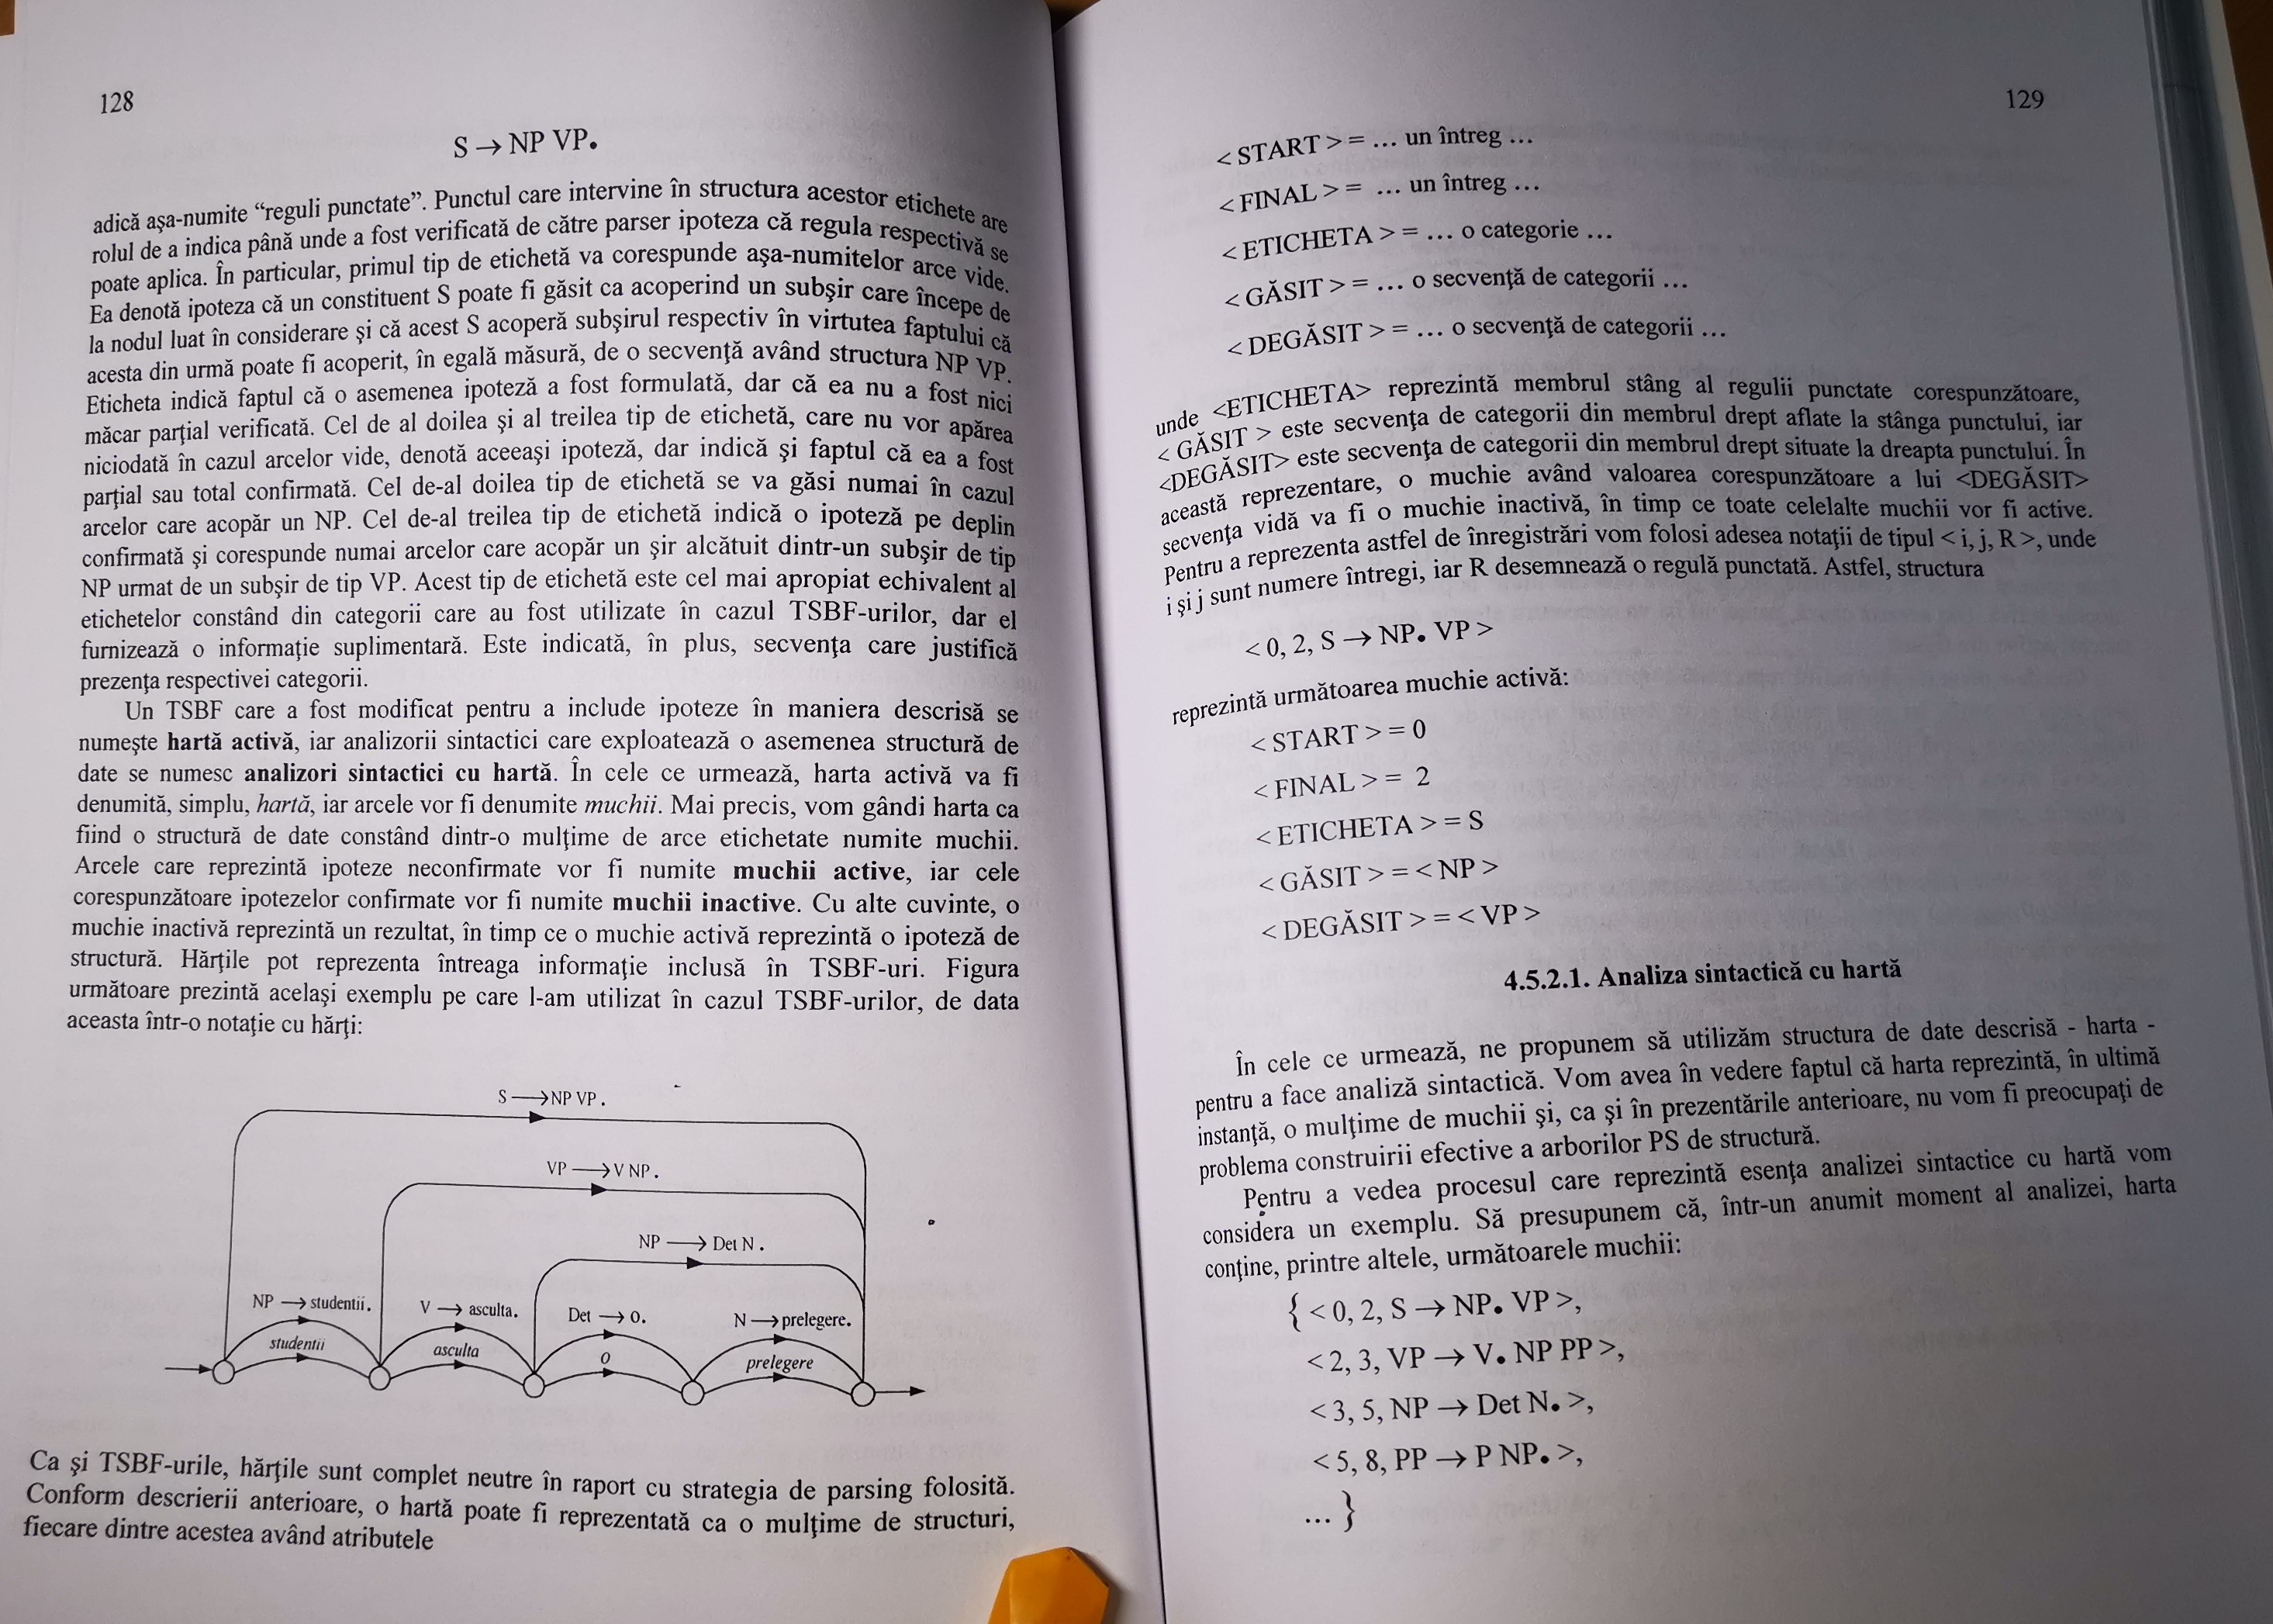 128
S → NP VP.
adică aşa-numite “reguli punctate”. Punctul care intervine în structura acestor etichete are
rolul de a indica până unde a fost verificată de către parser ipoteza că regula respectivă se
poate aplica. În particular, primul tip de etichetă va corespunde aşa-numitelor arce vide.
Ea denotă ipoteza că un constituent S poate fi găsit ca acoperind un subşir care începe de
la nodul luat în considerare şi că acest S acoperă subşirul respectiv în virtutea faptului că
acesta din urmă poate fi acoperit, în egală măsură, de o secvenţă având structura NP VP.
Eticheta indică faptul că o asemenea ipoteză a fost formulată, dar că ea nu a fost nici
măcar parţial verificată. Cel de al doilea şi al treilea tip de etichetă, care nu vor apărea
niciodată în cazul arcelor vide, denotă aceeaşi ipoteză, dar indică şi faptul că ea a fost
parţial sau total confirmată. Cel de-al doilea tip de etichetă se va găsi numai în cazul
arcelor care acopăr un NP. Cel de-al treilea tip de etichetă indică o ipoteză pe deplin
confirmată şi corespunde numai arcelor care acopăr un şir alcătuit dintr-un subşir de tip
NP urmat de un subşir de tip VP. Acest tip de etichetă este cel mai apropiat echivalent al
etichetelor constând din categorii care au fost utilizate în cazul TSBF-urilor, dar el
furnizează o informaţie suplimentară. Este indicată, în plus, secvenţa care justifică
prezenţa respectivei categorii.
Un TSBF care a fost modificat pentru a include ipoteze în maniera descrisă se
numeşte hartă activă, iar analizorii sintactici care exploatează o asemenea structură de
date se numesc analizori sintactici cu hartă. În cele ce urmează, harta activă va fi
denumită, simplu, hartă, iar arcele vor fi denumite muchii. Mai precis, vom gândi harta ca
fiind o structură de date constând dintr-o mulţime de arce etichetate numite muchii.
Arcele care reprezintă ipoteze neconfirmate vor fi numite muchii active, iar cele
corespunzătoare ipotezelor confirmate vor fi numite muchii inactive. Cu alte cuvinte, o
muchie inactivă reprezintă un rezultat, în timp ce o muchie activă reprezintă o ipoteză de
structură. Hărţile pot reprezenta întreaga informaţie inclusă în TSBF-uri. Figura
următoare prezintă acelaşi exemplu pe care l-am utilizat în cazul TSBF-urilor, de data
aceasta într-o notaţie cu hărţi:
S → NP VP .
VP → V NP .
NP → Det N .
NP → studentii. V → asculta. Det → o. N → prelegere.
studentii asculta o prelegere
Ca şi TSBF-urile, hărţile sunt complet neutre în raport cu strategia de parsing folosită.
Conform descrierii anterioare, o hartă poate fi reprezentată ca o mulţime de structuri,
fiecare dintre acestea având atributele
129
< START > = ... un întreg ...
< FINAL > = ... un întreg ...
< ETICHETA > = ... o categorie ...
< GĂSIT > = ... o secvenţă de categorii ...
< DEGĂSIT > = ... o secvenţă de categorii ...
unde <ETICHETA> reprezintă membrul stâng al regulii punctate corespunzătoare,
< GĂSIT > este secvenţa de categorii din membrul drept aflate la stânga punctului, iar
<DEGĂSIT> este secvenţa de categorii din membrul drept situate la dreapta punctului. În
această reprezentare, o muchie având valoarea corespunzătoare a lui <DEGĂSIT>
secvenţa vidă va fi o muchie inactivă, în timp ce toate celelalte muchii vor fi active.
Pentru a reprezenta astfel de înregistrări vom folosi adesea notaţii de tipul < i, j, R >, unde
i şi j sunt numere întregi, iar R desemnează o regulă punctată. Astfel, structura
< 0, 2, S → NP• VP >
reprezintă următoarea muchie activă:
< START > = 0
< FINAL > = 2
< ETICHETA > = S
< GĂSIT > = < NP >
< DEGĂSIT > = < VP >
4.5.2.1. Analiza sintactică cu hartă
În cele ce urmează, ne propunem să utilizăm structura de date descrisă - harta -
pentru a face analiză sintactică. Vom avea în vedere faptul că harta reprezintă, în ultimă
instanţă, o mulţime de muchii şi, ca şi în prezentările anterioare, nu vom fi preocupaţi de
problema construirii efective a arborilor PS de structură.
Pentru a vedea procesul care reprezintă esenţa analizei sintactice cu hartă vom
considera un exemplu. Să presupunem că, într-un anumit moment al analizei, harta
conţine, printre altele, următoarele muchii:
{ < 0, 2, S → NP• VP >,
< 2, 3, VP → V• NP PP >,
< 3, 5, NP → Det N• >,
< 5, 8, PP → P NP• >,
... }